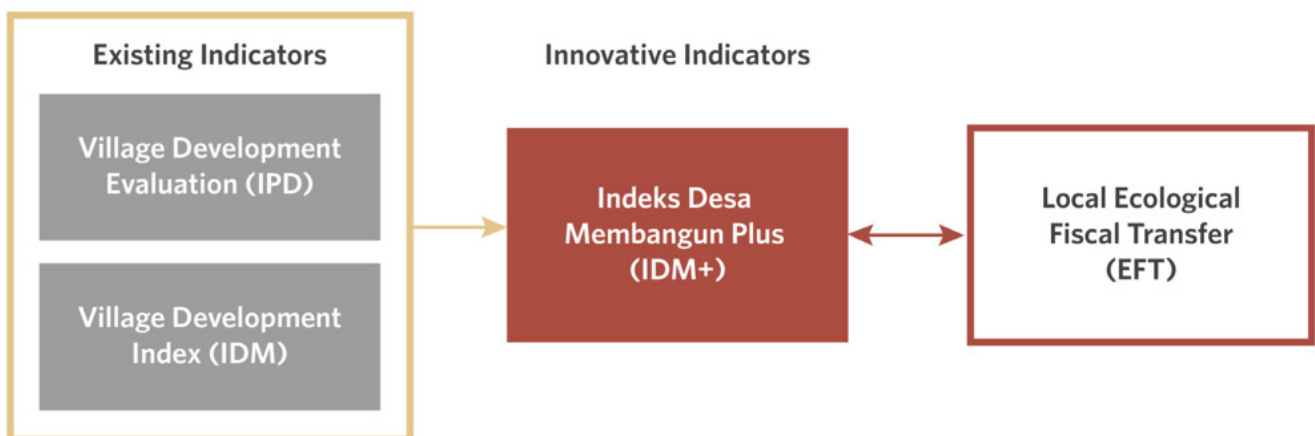 Existing Indicators
Village Development
Evaluation (IPD)
Village Development
Index (IDM)
Innovative Indicators
Indeks Desa
Membangun Plus
(IDM+)
Local Ecological
Fiscal Transfer
(EFT)